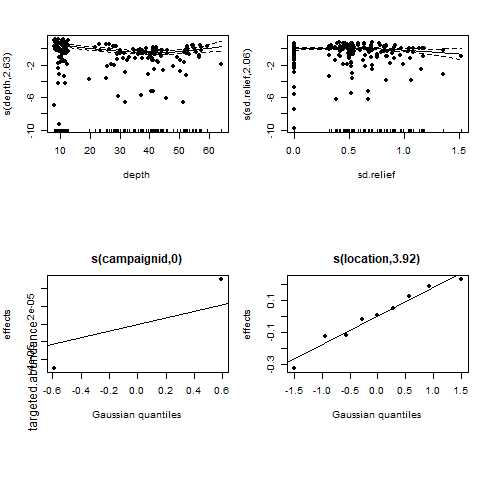 s(depth,2.63)
-10
-6
-2
10 20 30 40 50 60
depth
s(sd.relief,2.06)
-10
-6
-2
0.0 0.5 1.0 1.5
sd.relief
s(campaignid,0)
effects
2e-05
-0.6 -0.4 -0.2 0.0 0.2 0.4 0.6
Gaussian quantiles
targeted.abundance
s(location,3.92)
effects
-0.3
-0.1
0.1
-1.5 -1.0 -0.5 0.0 0.5 1.0 1.5
Gaussian quantiles